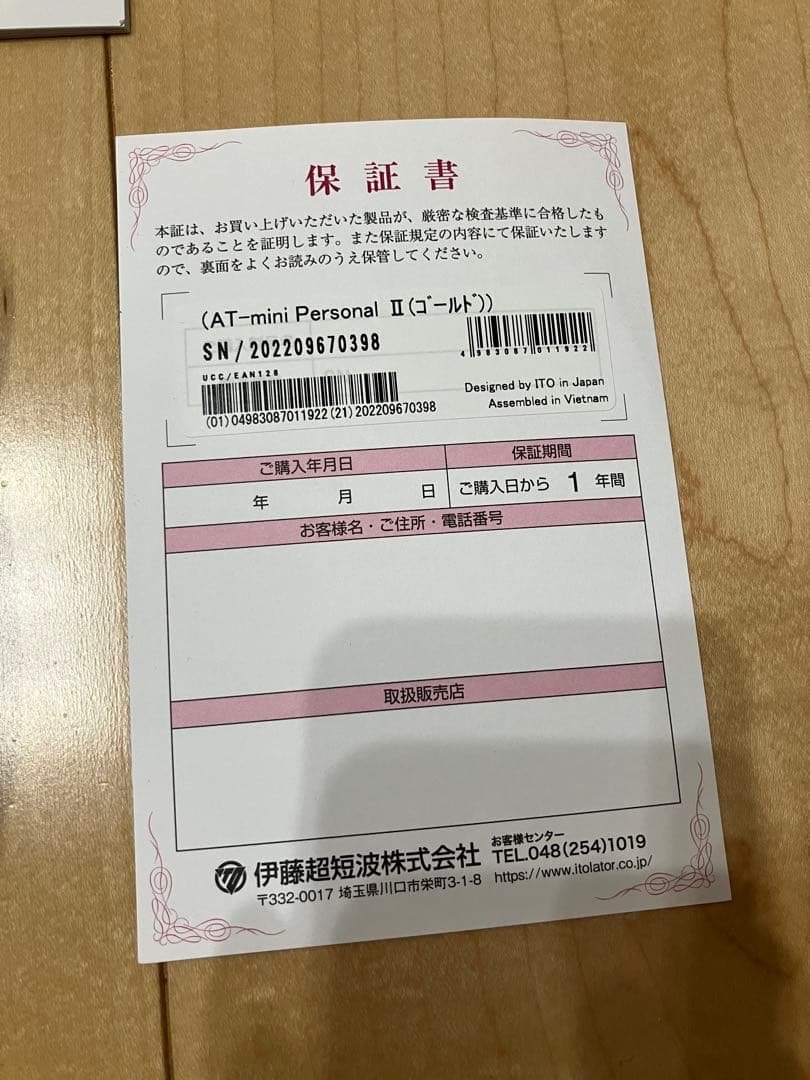 保証書
本証は、お買い上げいただいた製品が、厳密な検査基準に合格したも
のであることを証明します。また保証規定の内容にて保証いたします
ので、裏面をよくお読みのうえ保管してください。
(AT-mini Personal Ⅱ(ｺﾞｰﾙﾄﾞ))
SN/202209670398
4 983087 011922
UCC/EAN128
(01)04983087011922(21)202209670398
Designed by ITO in Japan
Assembled in Vietnam
ご購入年月日
保証期間
年 月 日
ご購入日から 1 年間
お客様名・ご住所・電話番号
取扱販売店
伊藤超短波株式会社
お客様センター
TEL.048(254)1019
〒332-0017 埼玉県川口市栄町3-1-8
https://www.itolator.co.jp/